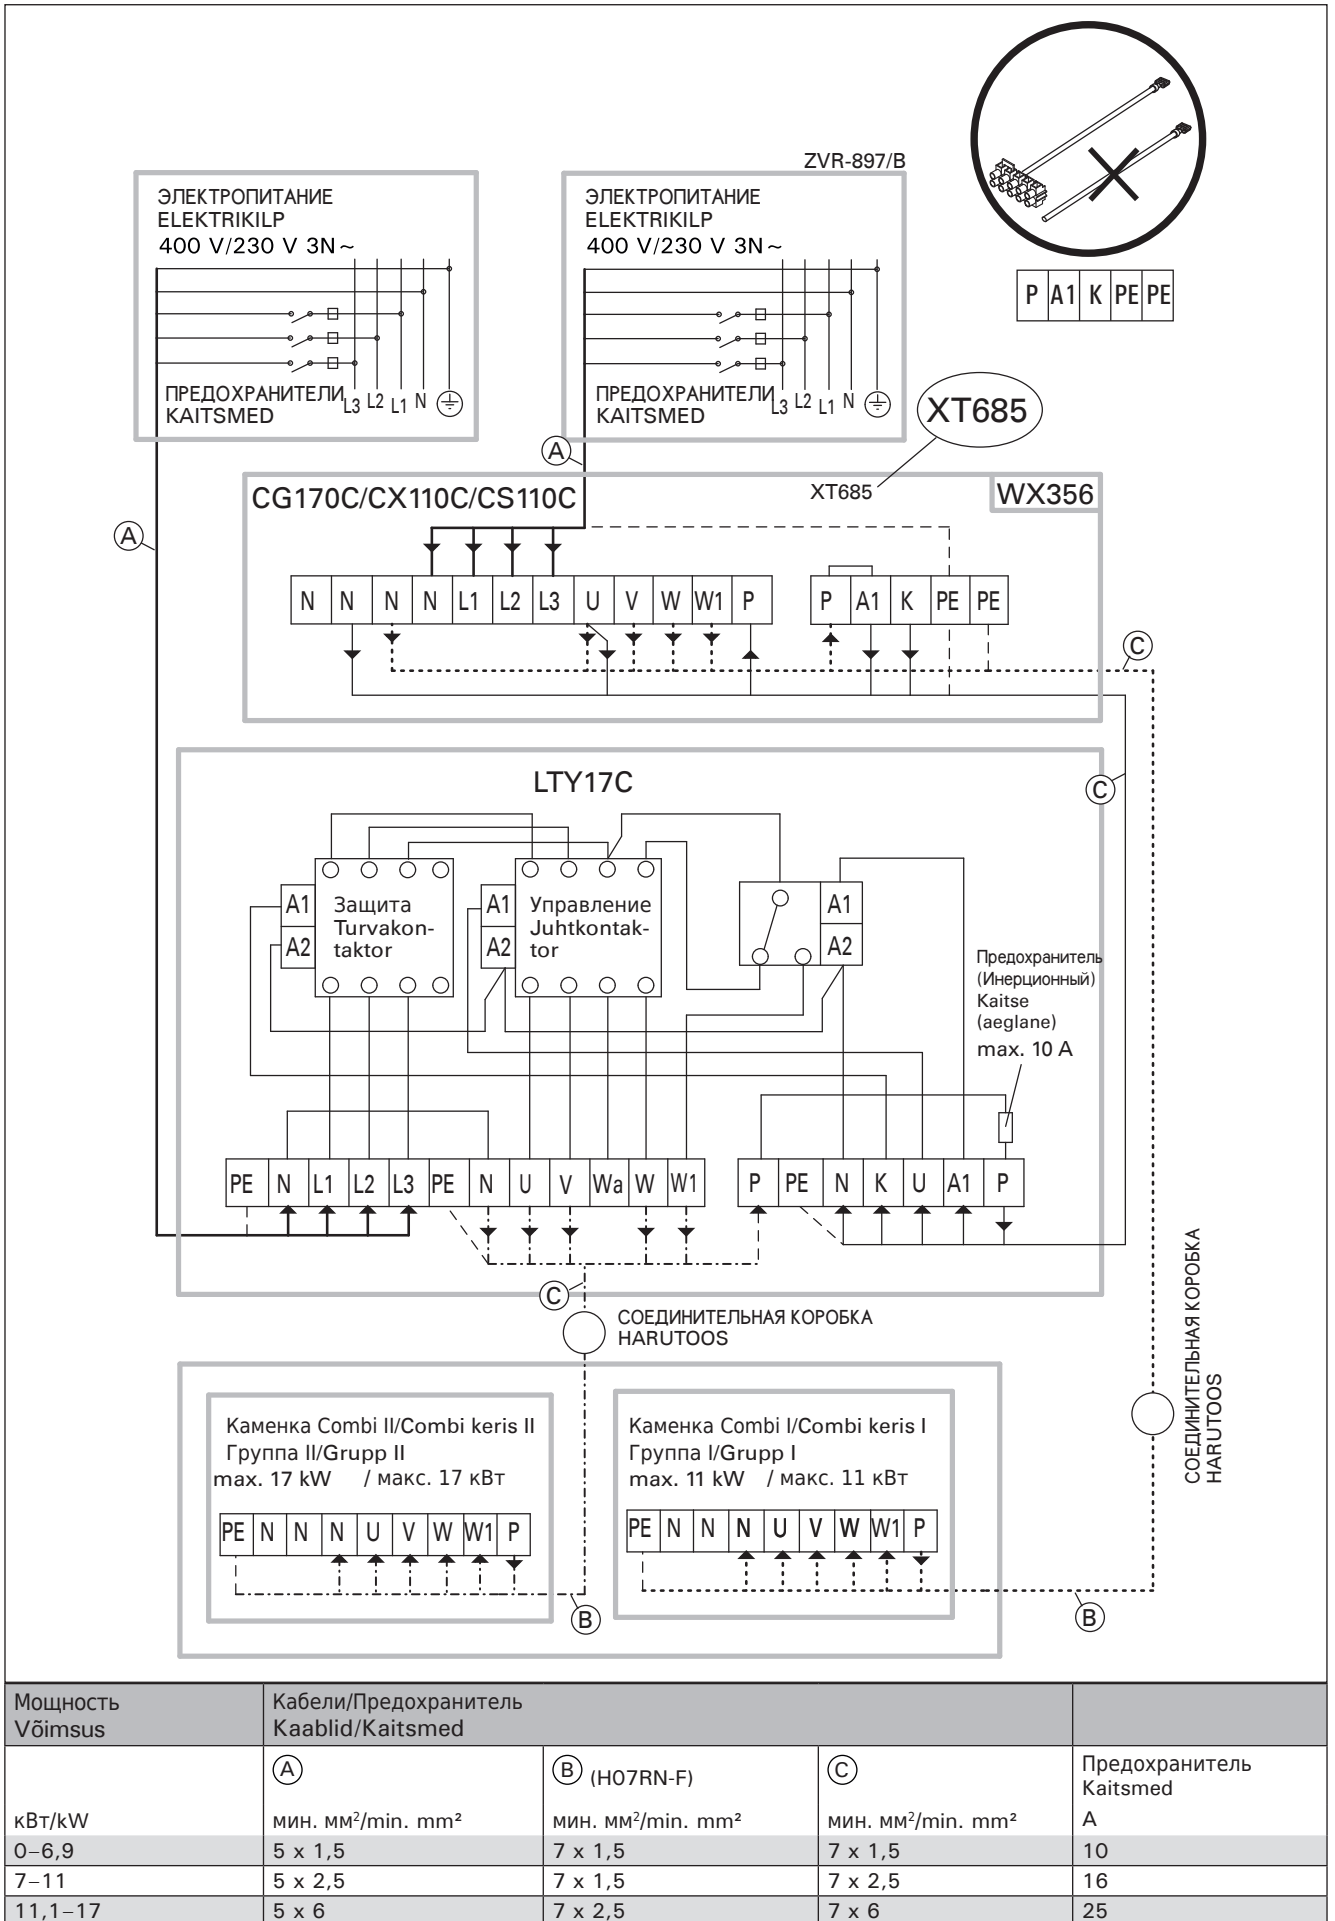 ZVR-897/B
ЭЛЕКТРОПИТАНИЕ
ELEKTRIKILP
400 V/230 V 3N~
ПРЕДОХРАНИТЕЛИ
KAITSMED
L3 L2 L1 N
ЭЛЕКТРОПИТАНИЕ
ELEKTRIKILP
400 V/230 V 3N~
ПРЕДОХРАНИТЕЛИ
KAITSMED
L3 L2 L1 N
P A1 K PE PE
XT685
A
A
CG170C/CX110C/CS110C
XT685
WX356
N N N N L1 L2 L3 U V W W1 P
P A1 K PE PE
C
LTY17C
C
A1
A2
Защита
Turvakon-
taktor
A1
A2
Управление
Juhtkontak-
tor
A1
A2
Предохранитель
(Инерционный)
Kaitse
(aeglane)
max. 10 A
PE N L1 L2 L3 PE N U V Wa W W1
P PE N K U A1 P
C
СОЕДИНИТЕЛЬНАЯ КОРОБКА
HARUTOOS
СОЕДИНИТЕЛЬНАЯ КОРОБКА
HARUTOOS
Каменка Combi II/Combi keris II
Группа II/Grupp II
max. 17 kW / макс. 17 кВт
PE N N N U V W W1 P
B
Каменка Combi I/Combi keris I
Группа I/Grupp I
max. 11 kW / макс. 11 кВт
PE N N N U V W W1 P
B
Мощность
Võimsus
Кабели/Предохранитель
Kaablid/Kaitsmed
A
B (H07RN-F)
C
Предохранитель
Kaitsmed
кВт/kW мин. мм²/min. mm² мин. мм²/min. mm² мин. мм²/min. mm² A
0–6,9 5 x 1,5 7 x 1,5 7 x 1,5 10
7–11 5 x 2,5 7 x 1,5 7 x 2,5 16
11,1–17 5 x 6 7 x 2,5 7 x 6 25